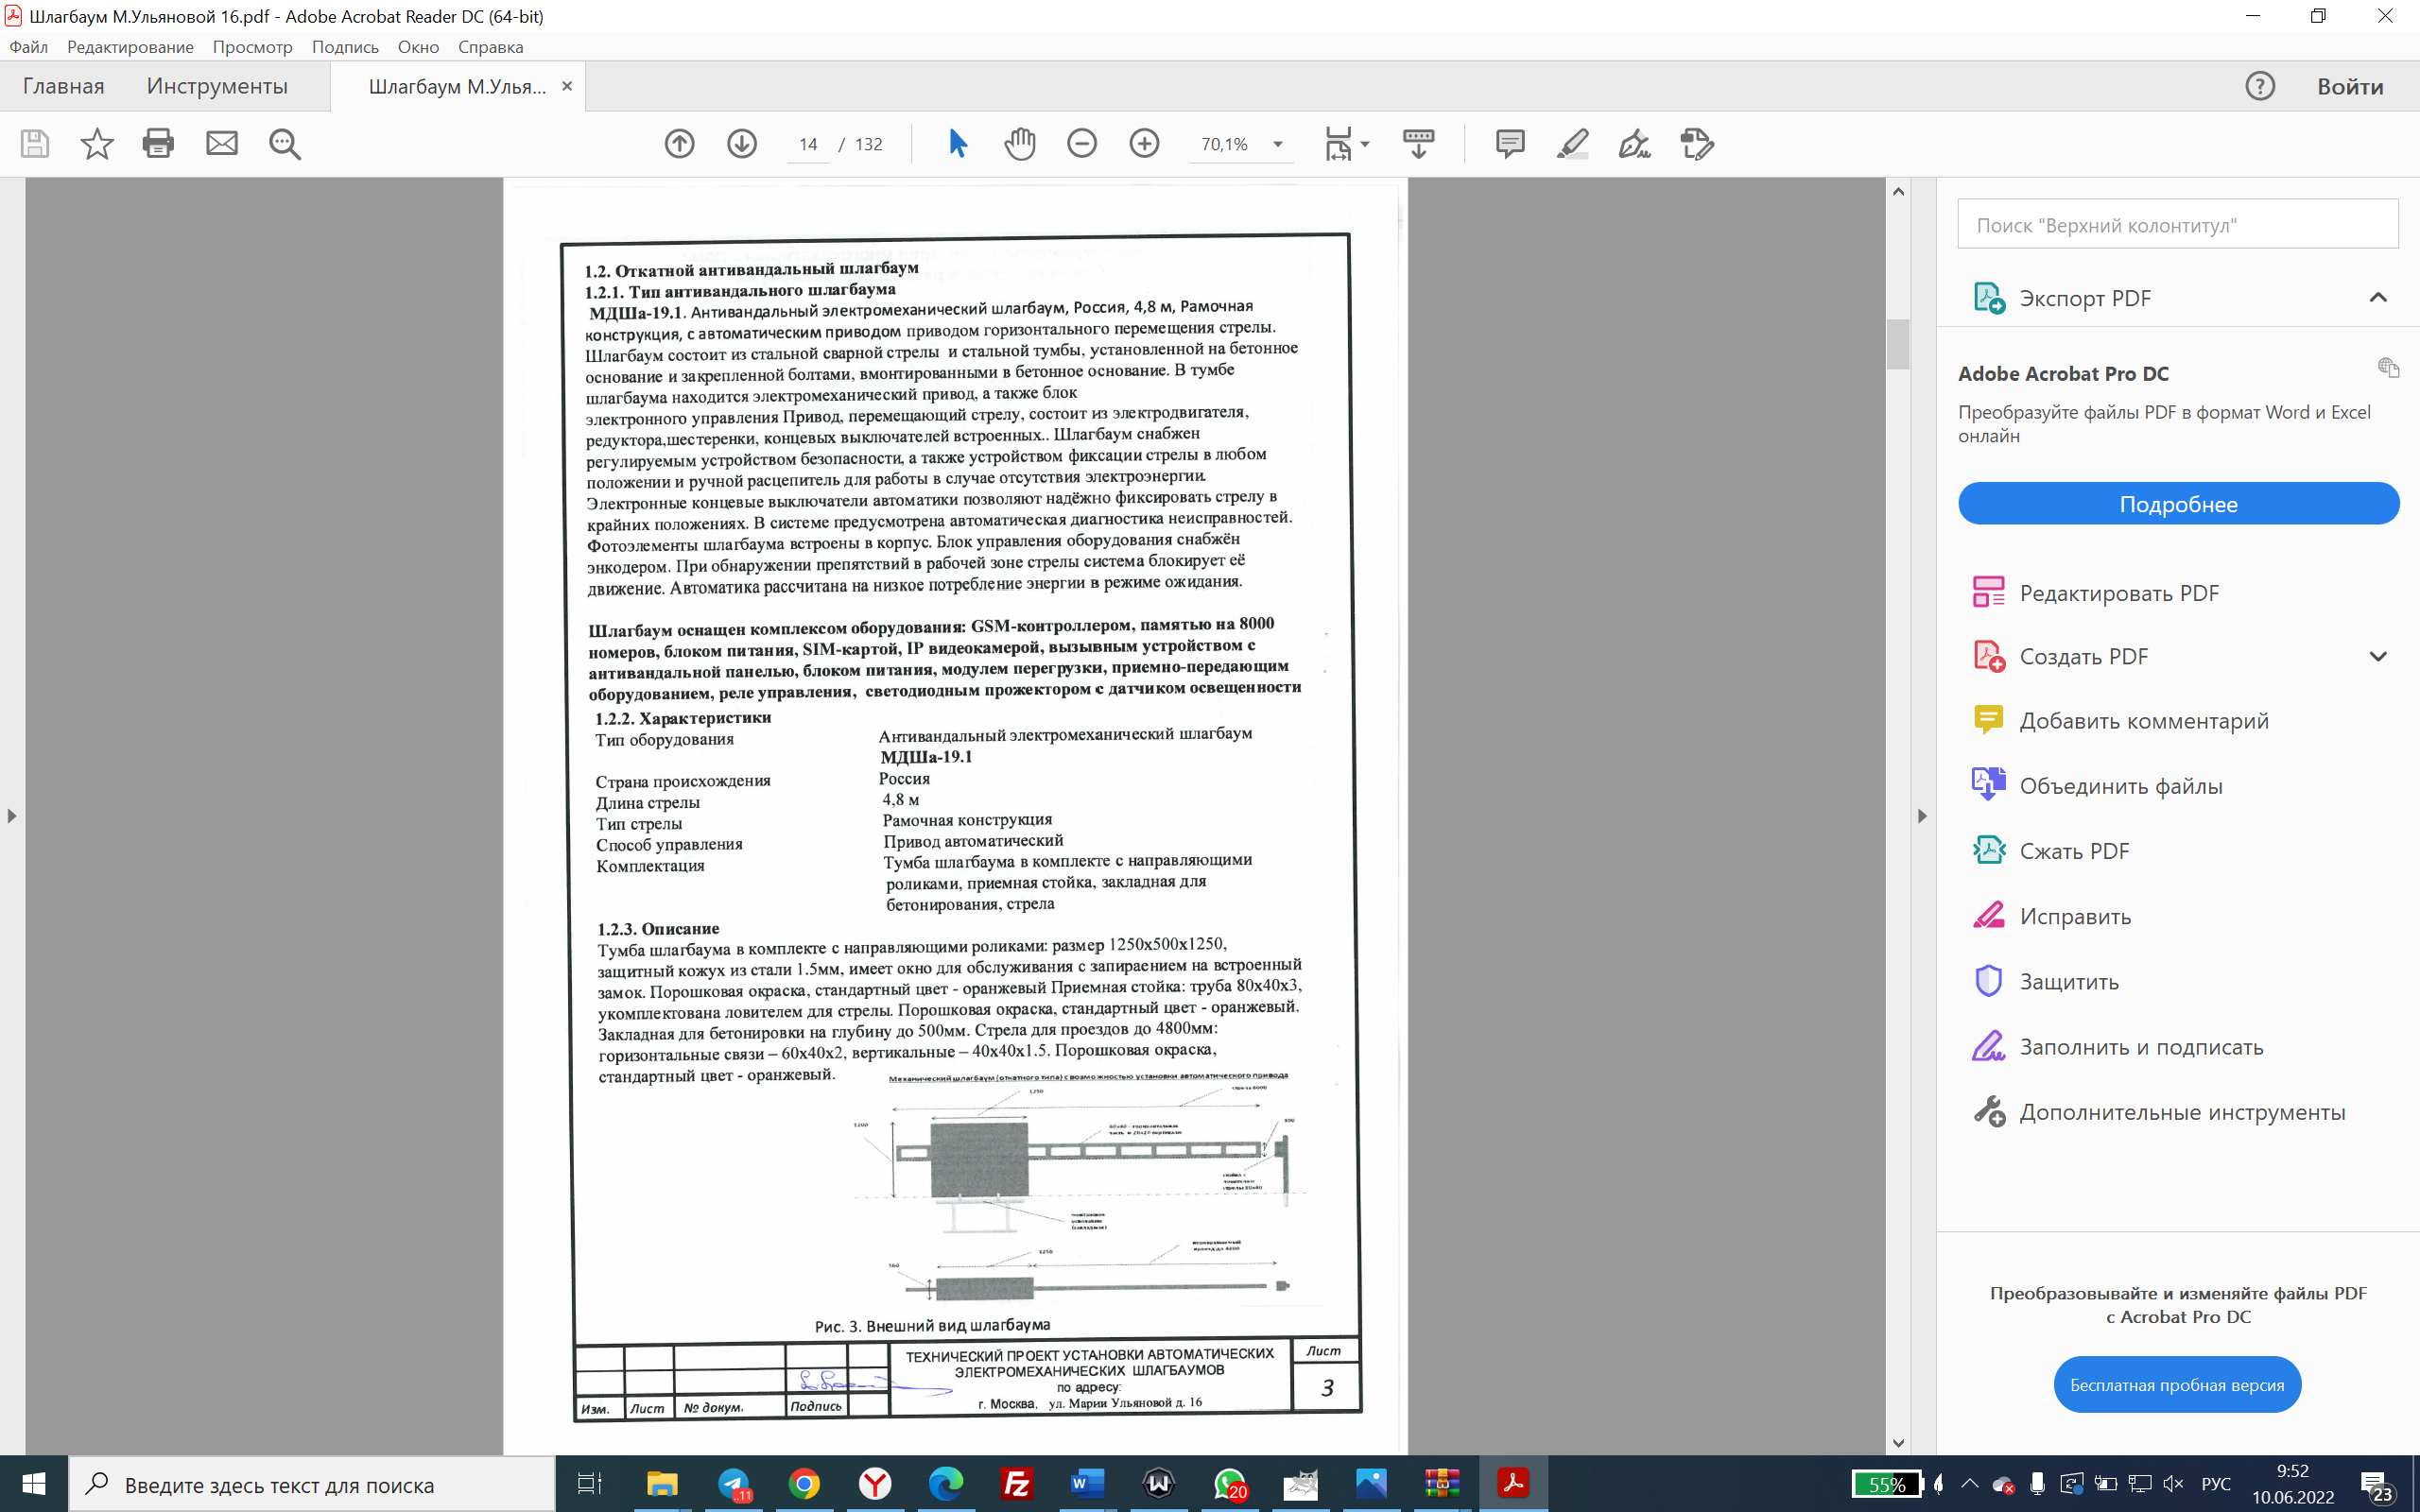 Шлагбаум М.Ульяновой 16.pdf - Adobe Acrobat Reader DC (64-bit)
Файл Редактирование Просмотр Подпись Окно Справка
Главная Инструменты Шлагбаум М.Улья... Войти
14 / 132 70,1%
1.2. Откатной антивандальный шлагбаум
1.2.1. Тип антивандального шлагбаума
МДШа-19.1. Антивандальный электромеханический шлагбаум, Россия, 4,8 м, Рамочная
конструкция, с автоматическим приводом приводом горизонтального перемещения стрелы.
Шлагбаум состоит из стальной сварной стрелы и стальной тумбы, установленной на бетонное
основание и закрепленной болтами, вмонтированными в бетонное основание. В тумбе
шлагбаума находится электромеханический привод, а также блок
электронного управления Привод, перемещающий стрелу, состоит из электродвигателя,
редуктора,шестеренки, концевых выключателей встроенных.. Шлагбаум снабжен
регулируемым устройством безопасности, а также устройством фиксации стрелы в любом
положении и ручной расцепитель для работы в случае отсутствия электроэнергии.
Электронные концевые выключатели автоматики позволяют надёжно фиксировать стрелу в
крайних положениях. В системе предусмотрена автоматическая диагностика неисправностей.
Фотоэлементы шлагбаума встроены в корпус. Блок управления оборудования снабжён
энкодером. При обнаружении препятствий в рабочей зоне стрелы система блокирует её
движение. Автоматика рассчитана на низкое потребление энергии в режиме ожидания.
Шлагбаум оснащен комплексом оборудования: GSM-контроллером, памятью на 8000
номеров, блоком питания, SIM-картой, IP видеокамерой, вызывным устройством с
антивандальной панелью, блоком питания, модулем перегрузки, приемно-передающим
оборудованием, реле управления, светодиодным прожектором с датчиком освещенности
1.2.2. Характеристики
Тип оборудования Антивандальный электромеханический шлагбаум
МДШа-19.1
Страна происхождения Россия
Длина стрелы 4,8 м
Тип стрелы Рамочная конструкция
Способ управления Привод автоматический
Комплектация Тумба шлагбаума в комплекте с направляющими
роликами, приемная стойка, закладная для
бетонирования, стрела
1.2.3. Описание
Тумба шлагбаума в комплекте с направляющими роликами: размер 1250х500х1250,
защитный кожух из стали 1.5мм, имеет окно для обслуживания с запираением на встроенный
замок. Порошковая окраска, стандартный цвет - оранжевый Приемная стойка: труба 80х40х3,
укомплектована ловителем для стрелы. Порошковая окраска, стандартный цвет - оранжевый.
Закладная для бетонировки на глубину до 500мм. Стрела для проездов до 4800мм:
горизонтальные связи – 60х40х2, вертикальные – 40х40х1.5. Порошковая окраска,
стандартный цвет - оранжевый.
Механический шлагбаум (откатного типа) с возможностью установки автоматического привода
1250
стрела 6000
1200
300
1250
500
Рис. 3. Внешний вид шлагбаума
ТЕХНИЧЕСКИЙ ПРОЕКТ УСТАНОВКИ АВТОМАТИЧЕСКИХ
ЭЛЕКТРОМЕХАНИЧЕСКИХ ШЛАГБАУМОВ
по адресу:
г. Москва, ул. Марии Ульяновой д. 16
Лист
3
Изм. Лист № докум. Подпись
Поиск "Верхний колонтитул"
Экспорт PDF
Adobe Acrobat Pro DC
Преобразуйте файлы PDF в формат Word и Excel
онлайн
Подробнее
Редактировать PDF
Создать PDF
Добавить комментарий
Объединить файлы
Сжать PDF
Исправить
Защитить
Заполнить и подписать
Дополнительные инструменты
Преобразовывайте и изменяйте файлы PDF
с Acrobat Pro DC
Бесплатная пробная версия
Введите здесь текст для поиска
..11
20
55%
РУС
9:52
10.06.2022
23